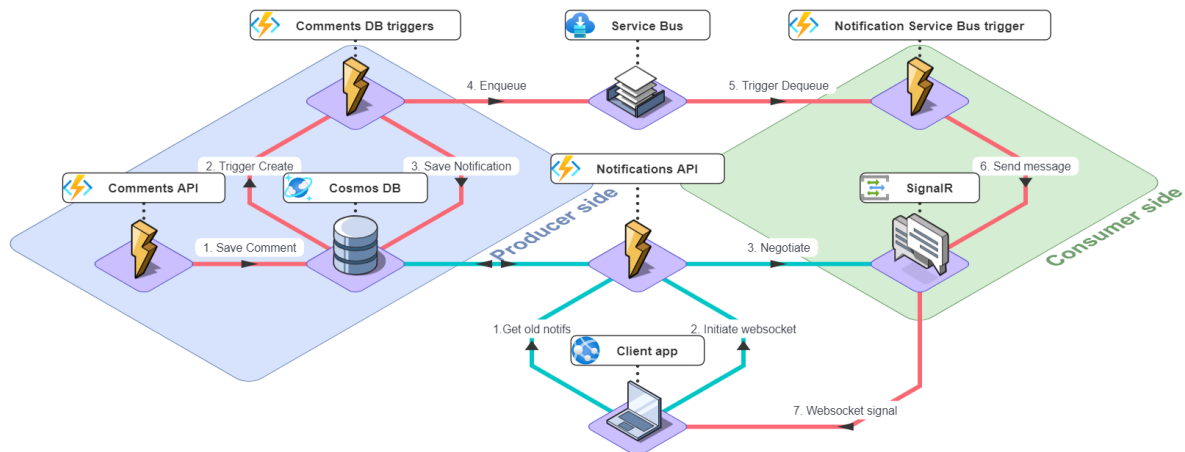 Comments DB triggers
Service Bus
Notification Service Bus trigger
4. Enqueue
5. Trigger Dequeue
2. Trigger Create
3. Save Notification
Notifications API
6. Send message
Comments API
Cosmos DB
SignalR
Producer side
Consumer side
1. Save Comment
3. Negotiate
1.Get old notifs
2. Initiate websocket
Client app
7. Websocket signal